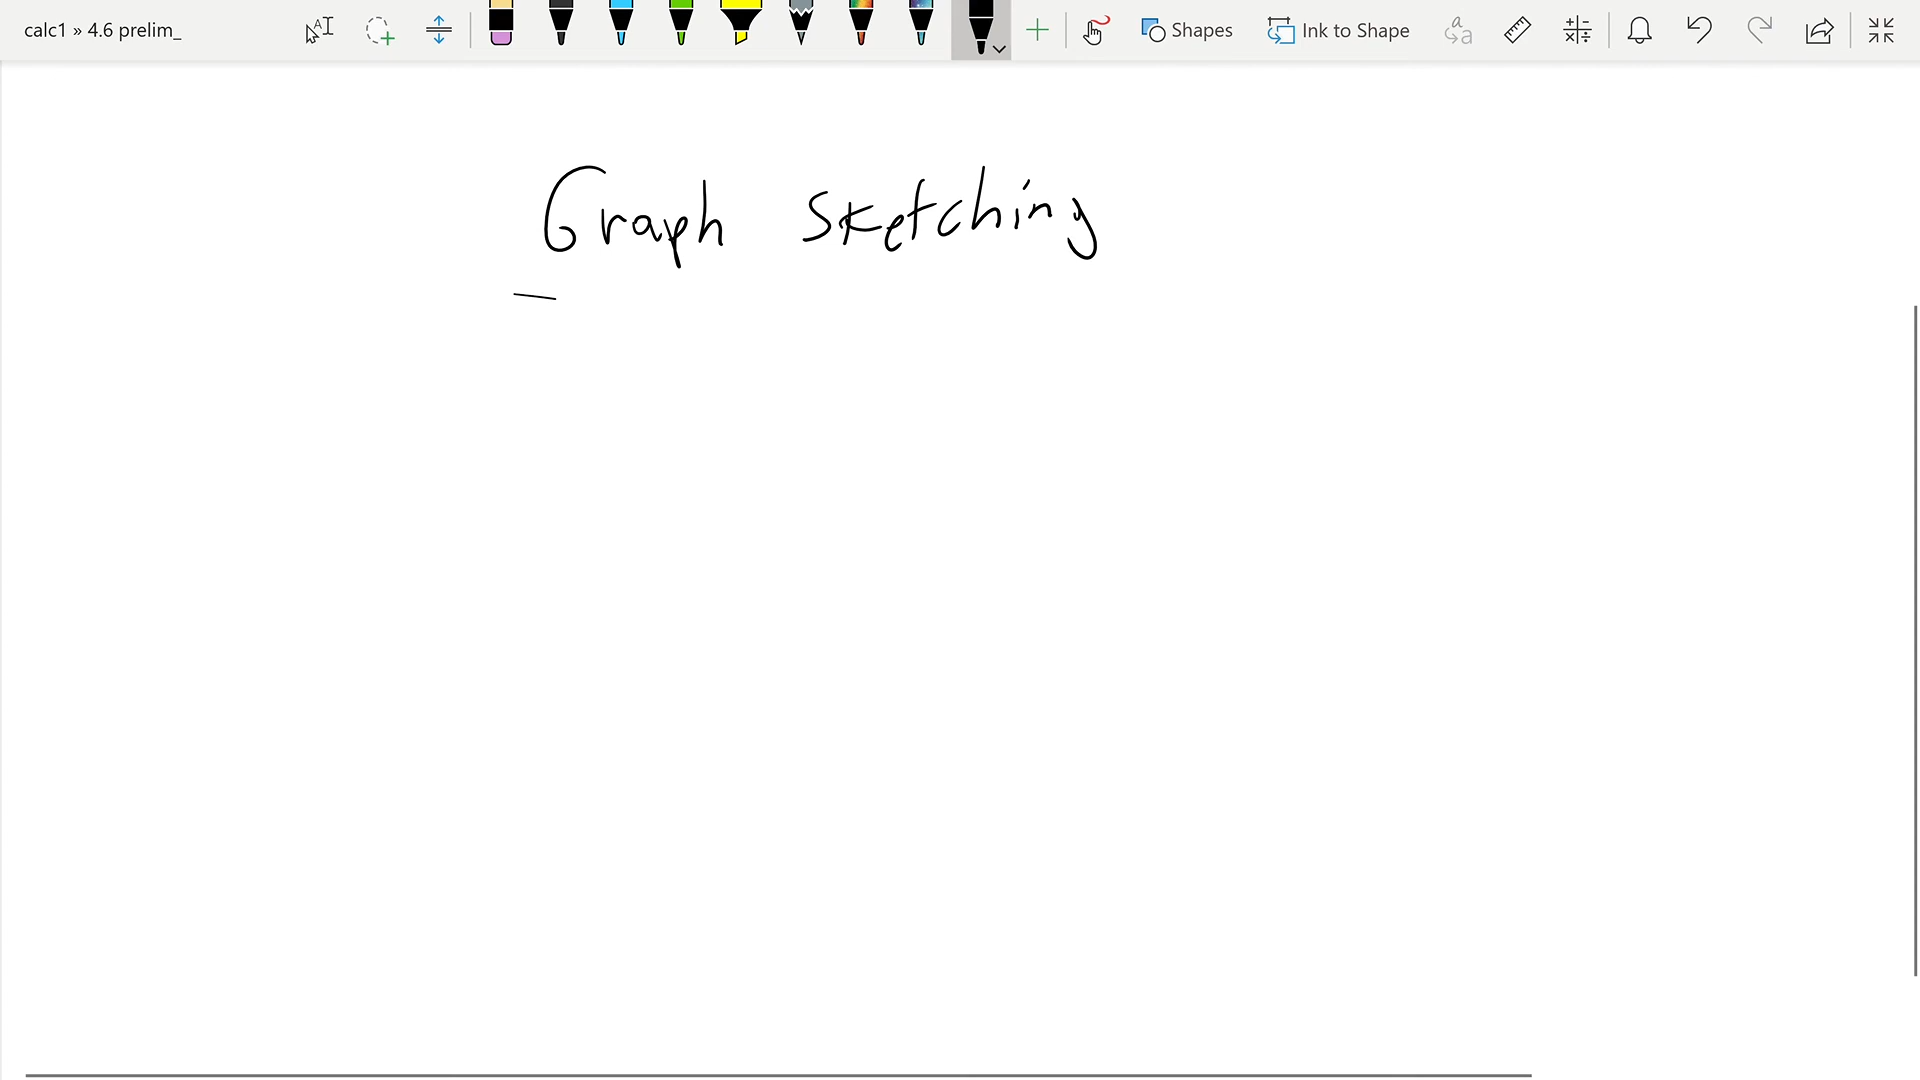 calc1 » 4.6 prelim_
Shapes
Ink to Shape
Graph sketching